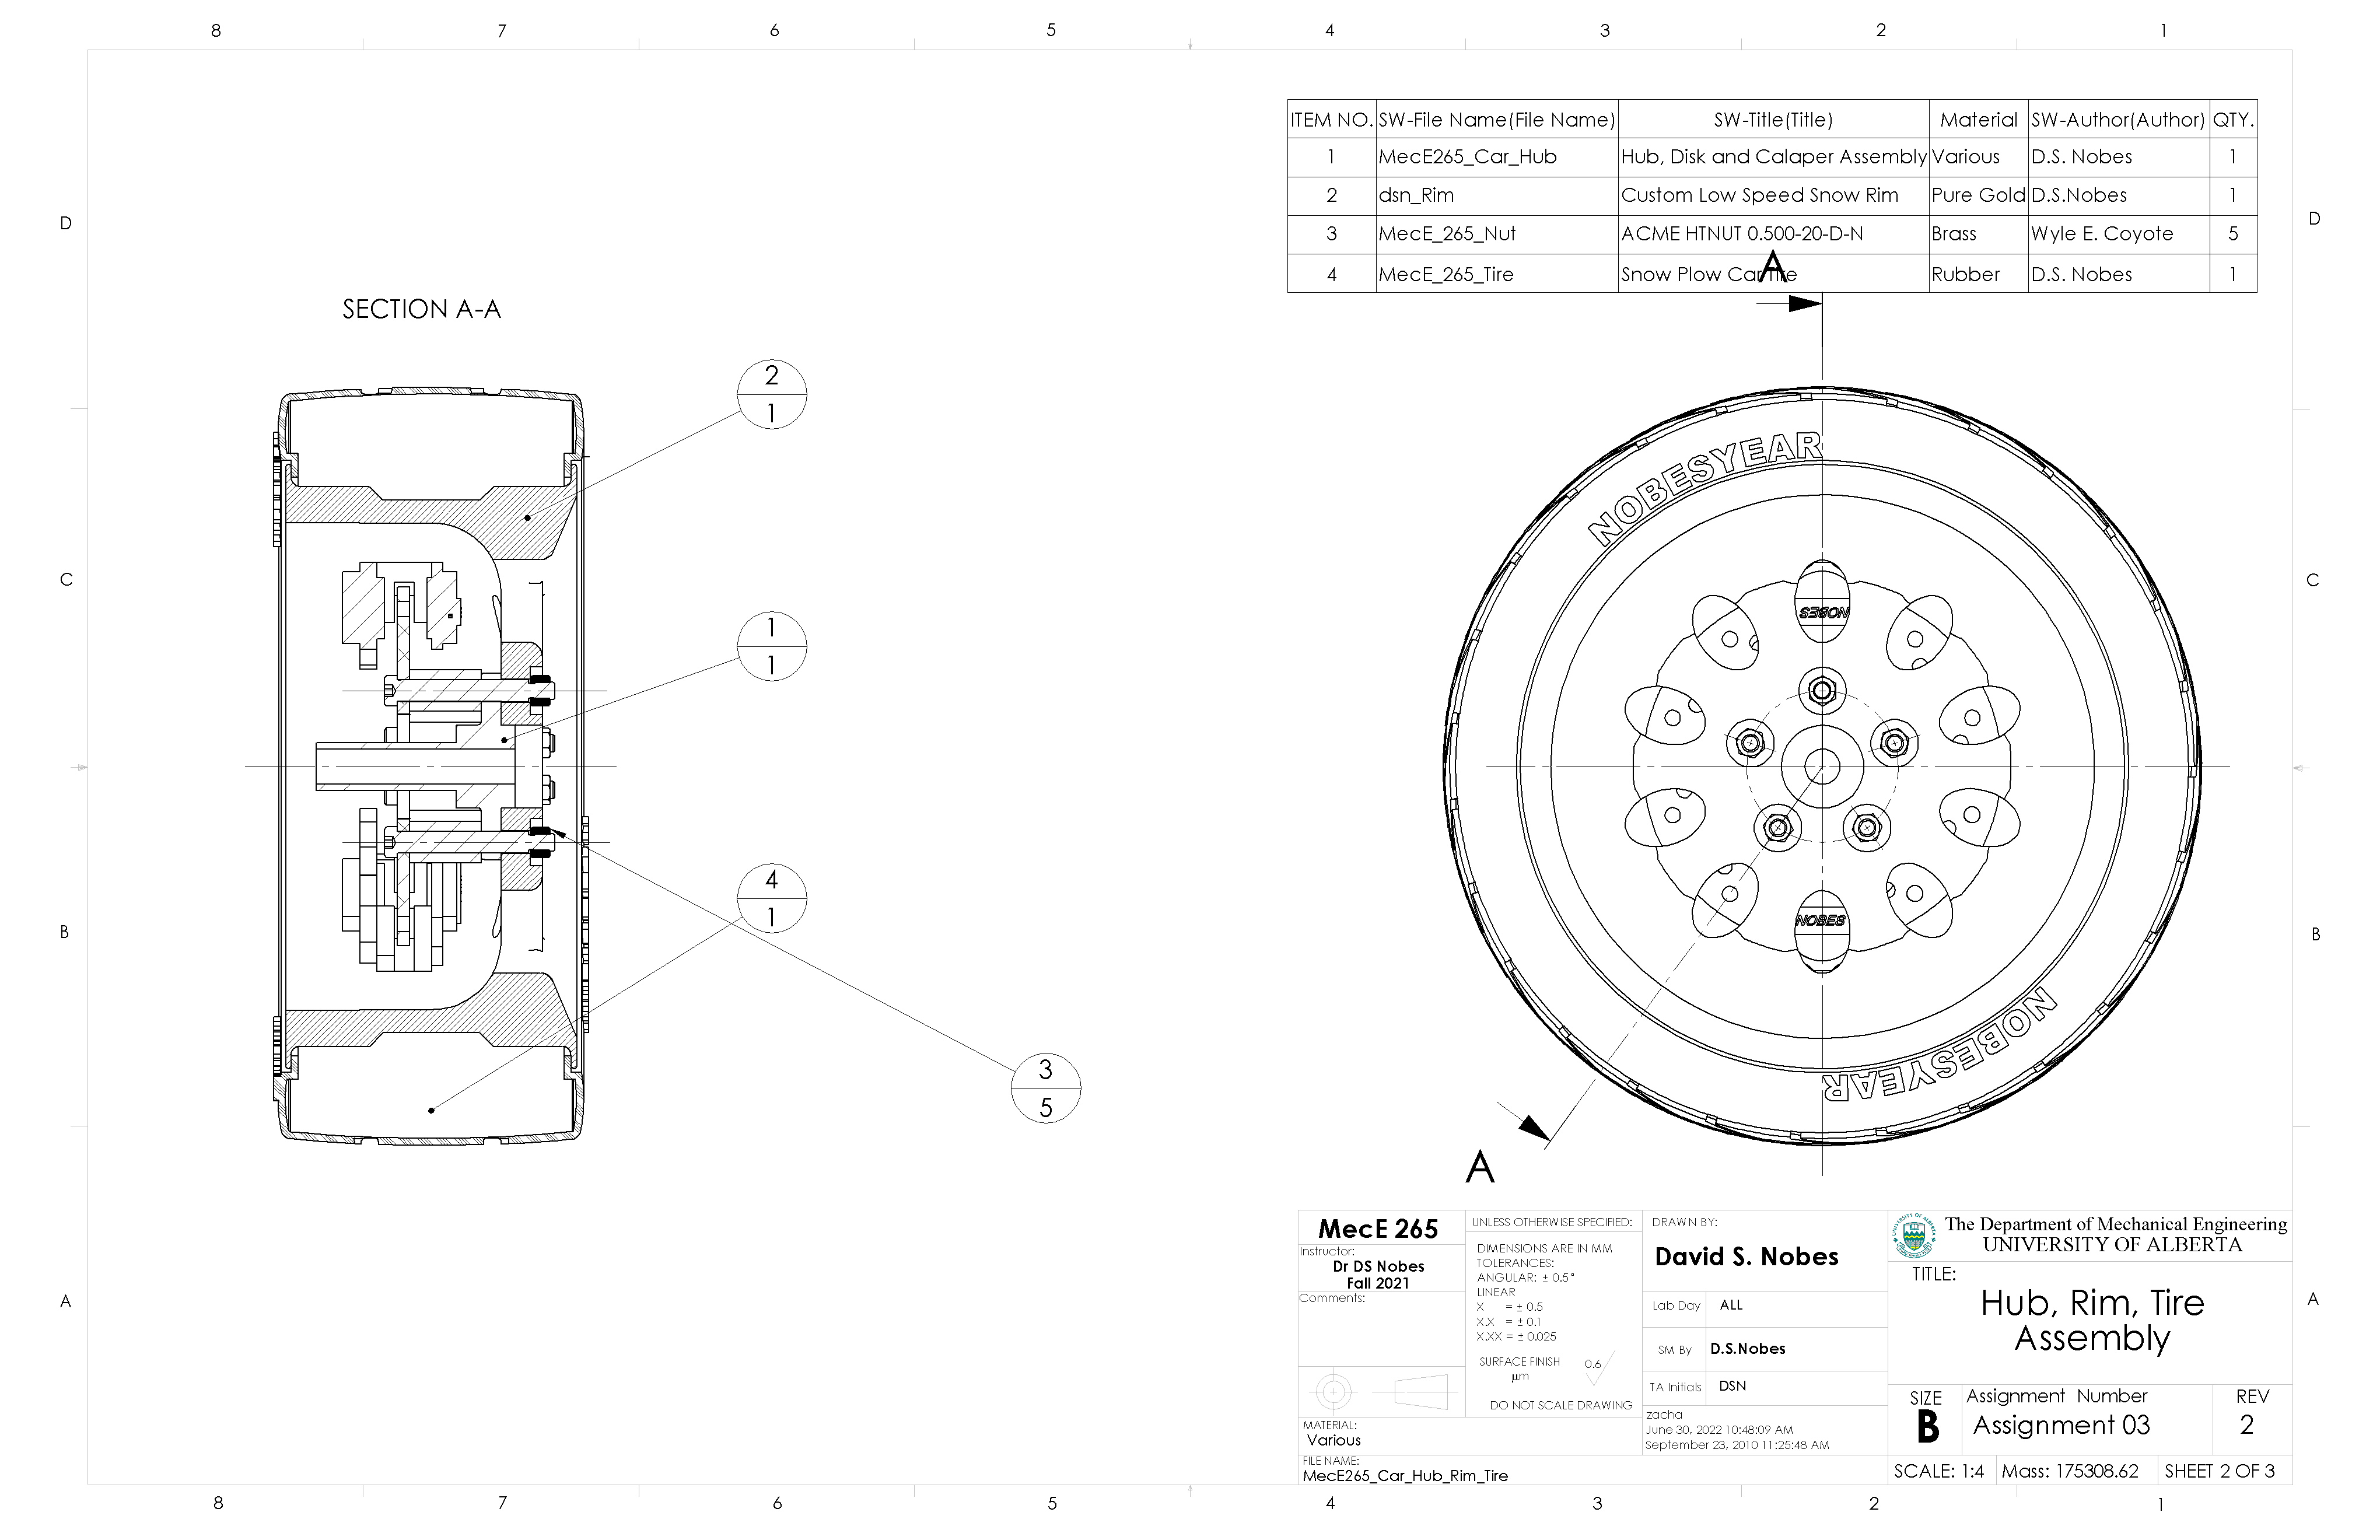 8 7 6 5 4 3 2 1
ITEM NO. SW-File Name(File Name) SW-Title(Title) Material SW-Author(Author) QTY.
1 MecE265_Car_Hub Hub, Disk and Calaper Assembly Various D.S. Nobes 1
2 dsn_Rim Custom Low Speed Snow Rim Pure Gold D.S.Nobes 1
3 MecE_265_Nut ACME HTNUT 0.500-20-D-N Brass Wyle E. Coyote 5
4 MecE_265_Tire Snow Plow Car Tire Rubber D.S. Nobes 1
D D
A
SECTION A-A
2
1
NOBESYEAR
C C
NOBES
1
1
4
1
NOBES
B B
NOBESYEAR
3
5
A
MecE 265
Instructor:
Dr DS Nobes
Fall 2021
Comments:
UNLESS OTHERWISE SPECIFIED:
DIMENSIONS ARE IN MM
TOLERANCES:
ANGULAR: ± 0.5°
LINEAR
X = ± 0.5
X.X = ± 0.1
X.XX = ± 0.025
SURFACE FINISH 0.6
µm
DO NOT SCALE DRAWING
DRAWN BY:
David S. Nobes
Lab Day ALL
SM By D.S.Nobes
TA Initials DSN
zacha
June 30, 2022 10:48:09 AM
September 23, 2010 11:25:48 AM
MATERIAL:
Various
FILE NAME:
MecE265_Car_Hub_Rim_Tire
UNIVERSITY OF ALBERTA
The Department of Mechanical Engineering
UNIVERSITY OF ALBERTA
TITLE:
Hub, Rim, Tire
Assembly
SIZE
B
Assignment Number
Assignment 03
REV
2
SCALE: 1:4 Mass: 175308.62 SHEET 2 OF 3
A A
8 7 6 5 4 3 2 1